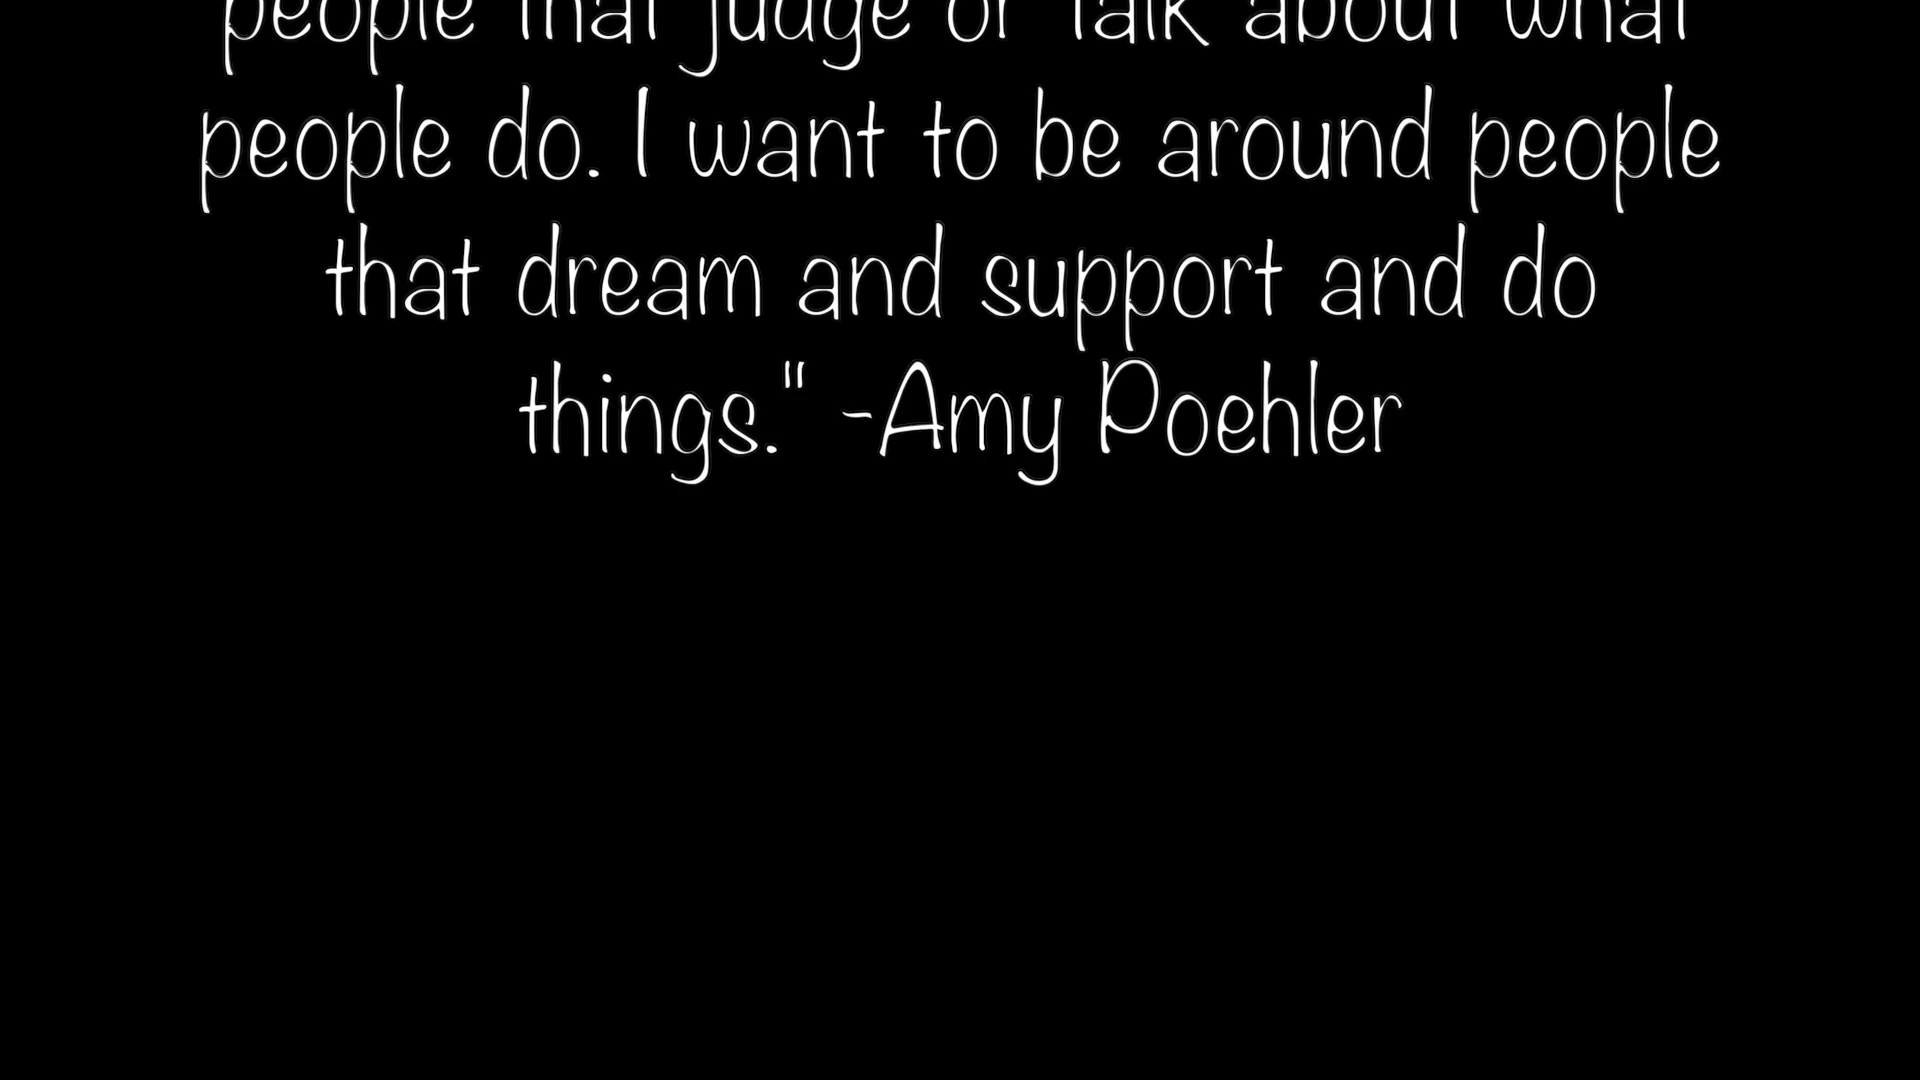 people that judge or talk about what
people do. I want to be around people
that dream and support and do
things." -Amy Poehler